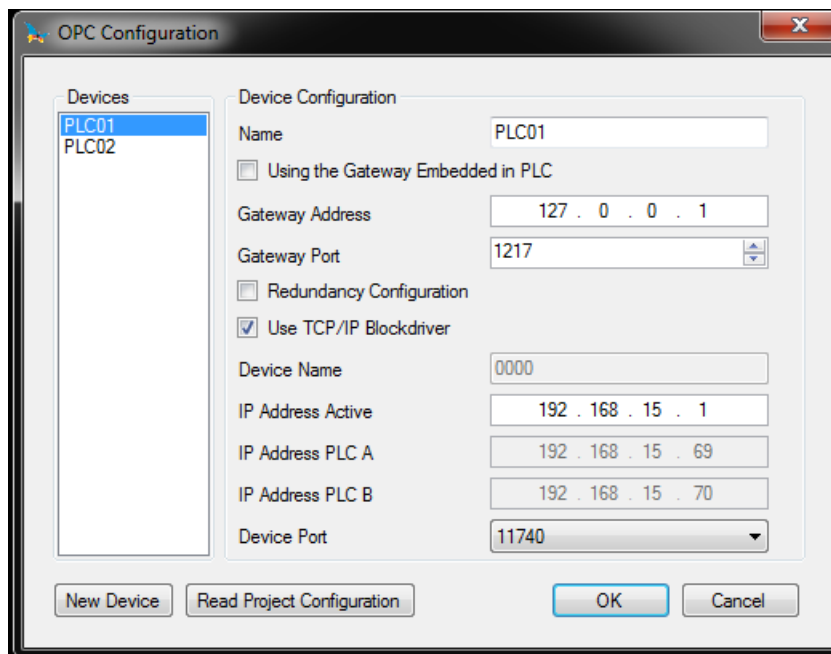 OPC Configuration
Devices
PLC01
PLC02
Device Configuration
Name PLC01
Using the Gateway Embedded in PLC
Gateway Address 127 . 0 . 0 . 1
Gateway Port 1217
Redundancy Configuration
Use TCP/IP Blockdriver
Device Name 0000
IP Address Active 192 . 168 . 15 . 1
IP Address PLC A 192 . 168 . 15 . 69
IP Address PLC B 192 . 168 . 15 . 70
Device Port 11740
New Device Read Project Configuration OK Cancel